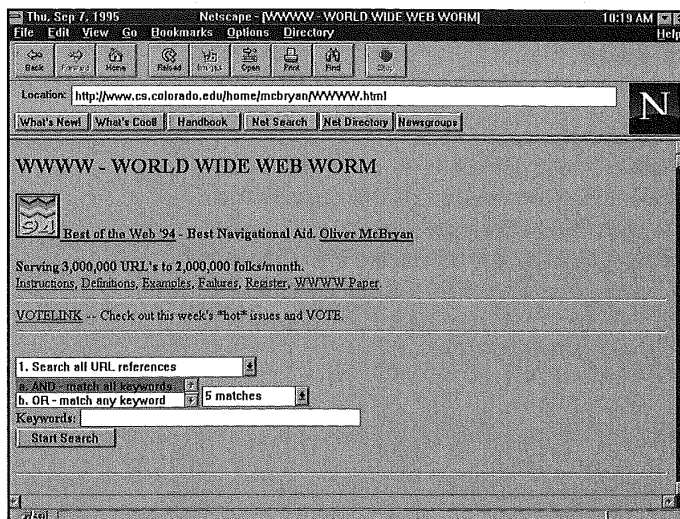 Thu, Sep 7, 1995 Netscape - [WWWW - WORLD WIDE WEB WORM] 10:19 AM
File Edit View Go Bookmarks Options Directory Help
Back Forward Home Reload Images Open Print Find Stop
Location: http://www.cs.colorado.edu/home/mcbryan/WWWW.html
N
What's New! What's Cool! Handbook Net Search Net Directory Newsgroups
WWWW - WORLD WIDE WEB WORM
94 Best of the Web '94 - Best Navigational Aid. Oliver McBryan
Serving 3,000,000 URL's to 2,000,000 folks/month.
Instructions, Definitions, Examples, Failures, Register, WWWW Paper.
VOTELINK -- Check out this week's *hot* issues and VOTE.
1. Search all URL references
a. AND - match all keywords
b. OR - match any keyword 5 matches
Keywords:
Start Search